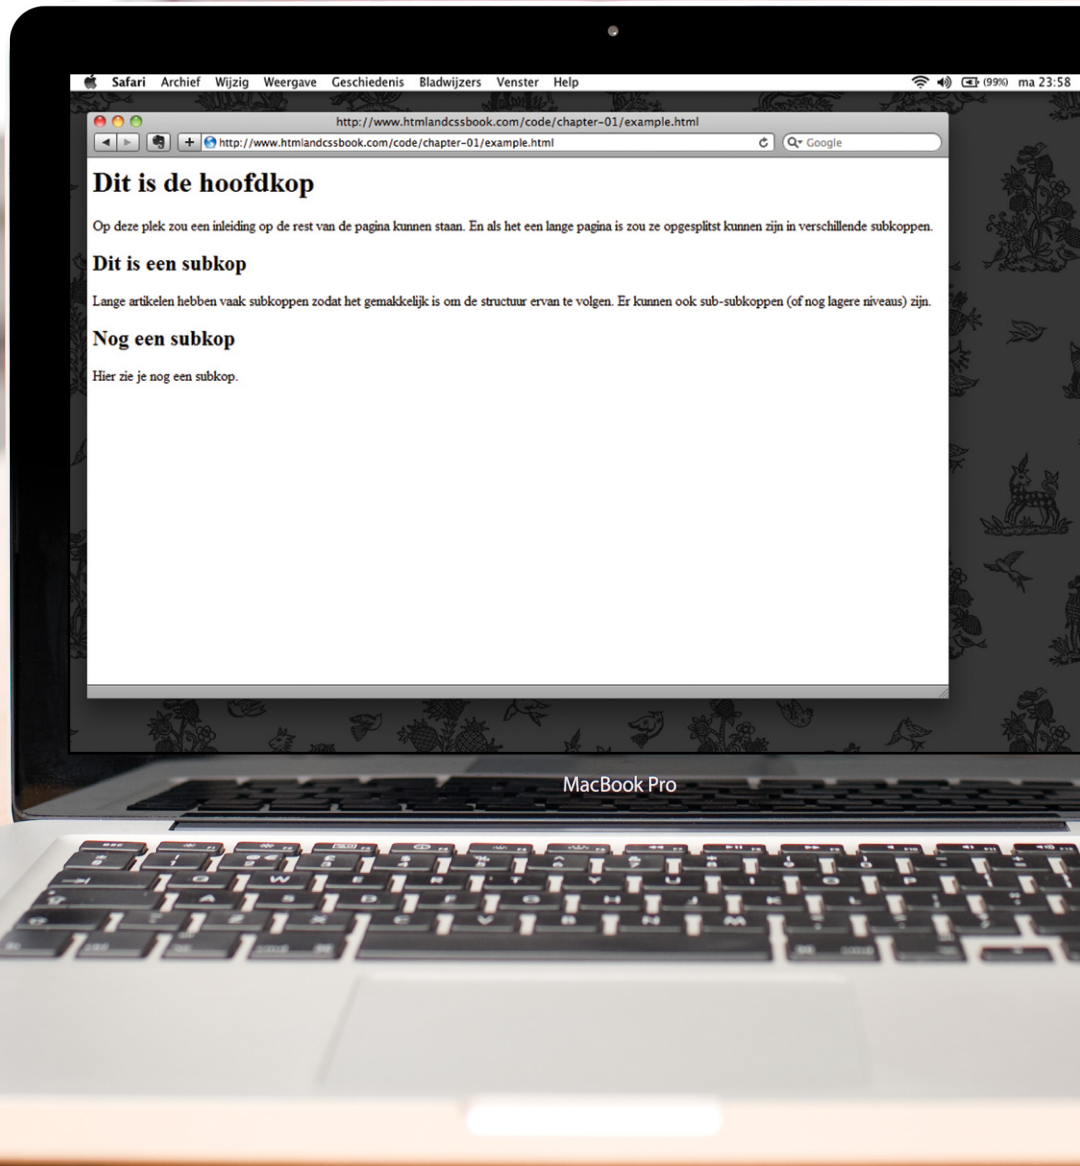 Safari Archief Wijzig Weergave Geschiedenis Bladwijzers Venster Help (99%) ma 23:58
http://www.htmlandcssbook.com/code/chapter-01/example.html
http://www.htmlandcssbook.com/code/chapter-01/example.html Google
Dit is de hoofdkop
Op deze plek zou een inleiding op de rest van de pagina kunnen staan. En als het een lange pagina is zou ze opgesplitst kunnen zijn in verschillende subkoppen.
Dit is een subkop
Lange artikelen hebben vaak subkoppen zodat het gemakkelijk is om de structuur ervan te volgen. Er kunnen ook sub-subkoppen (of nog lagere niveaus) zijn.
Nog een subkop
Hier zie je nog een subkop.
MacBook Pro
esc
Q W E R T Y U I O P
A S D F G H J K L
Z X C V B N M